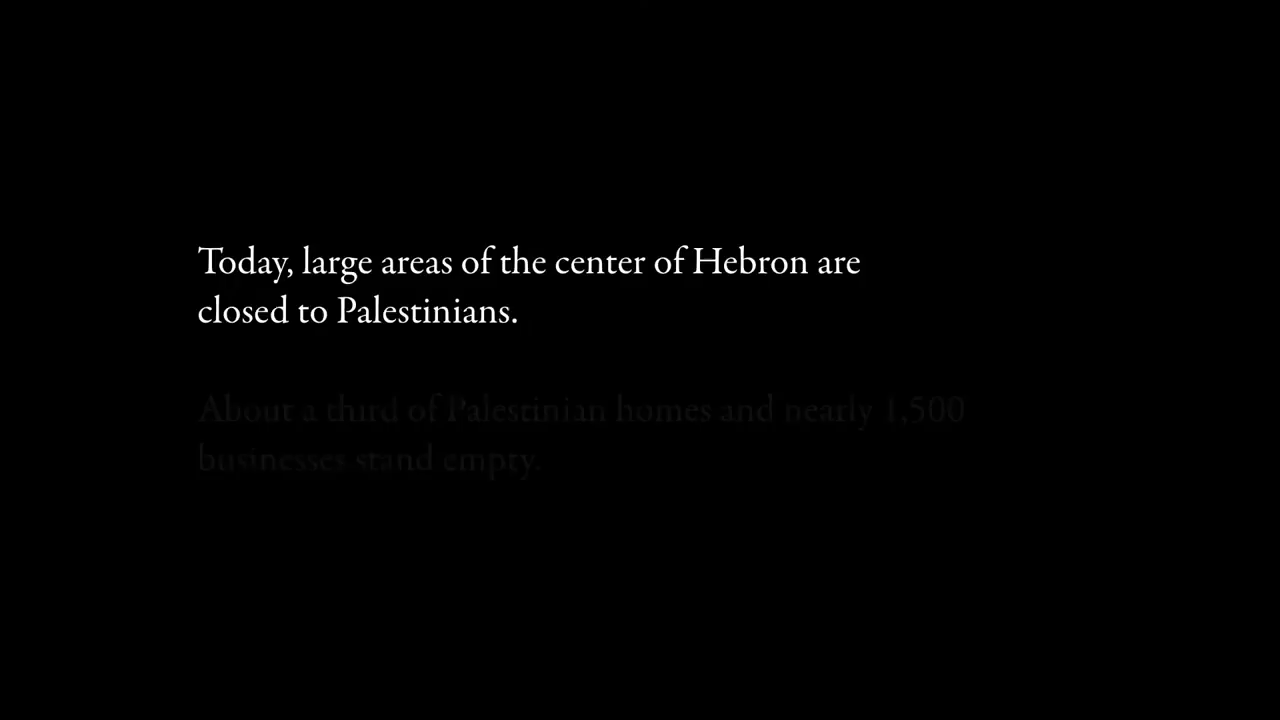 Today, large areas of the center of Hebron are
closed to Palestinians.
About a third of Palestinian homes and nearly 1,500
businesses stand empty.